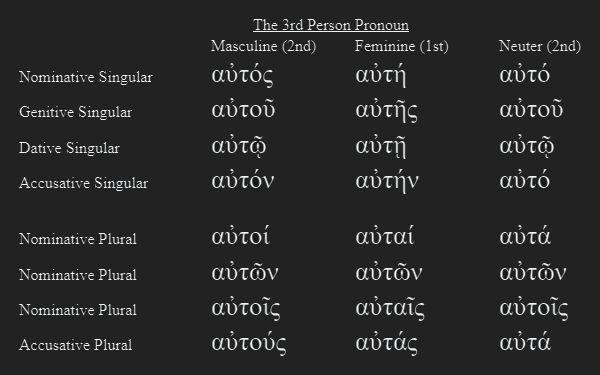 The 3rd Person Pronoun
Masculine (2nd) Feminine (1st) Neuter (2nd)
Nominative Singular αὐτός αὐτή αὐτό
Genitive Singular αὐτοῦ αὐτῆς αὐτοῦ
Dative Singular αὐτῷ αὐτῇ αὐτῷ
Accusative Singular αὐτόν αὐτήν αὐτό
Nominative Plural αὐτοί αὐταί αὐτά
Nominative Plural αὐτῶν αὐτῶν αὐτῶν
Nominative Plural αὐτοῖς αὐταῖς αὐτοῖς
Accusative Plural αὐτούς αὐτάς αὐτά